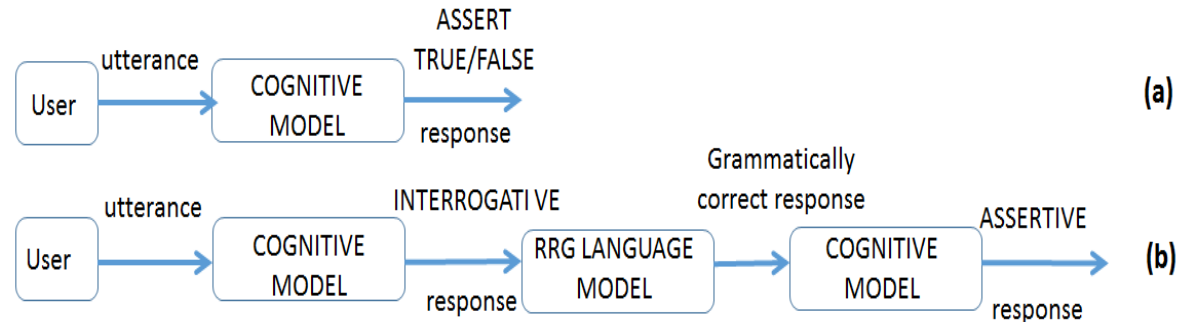 ASSERT
TRUE/FALSE
utterance
User
COGNITIVE
MODEL
response
(a)
Grammatically
correct response
utterance
INTERROGATI VE
ASSERTIVE
User
COGNITIVE
MODEL
RRG LANGUAGE
MODEL
COGNITIVE
MODEL
response
response
(b)